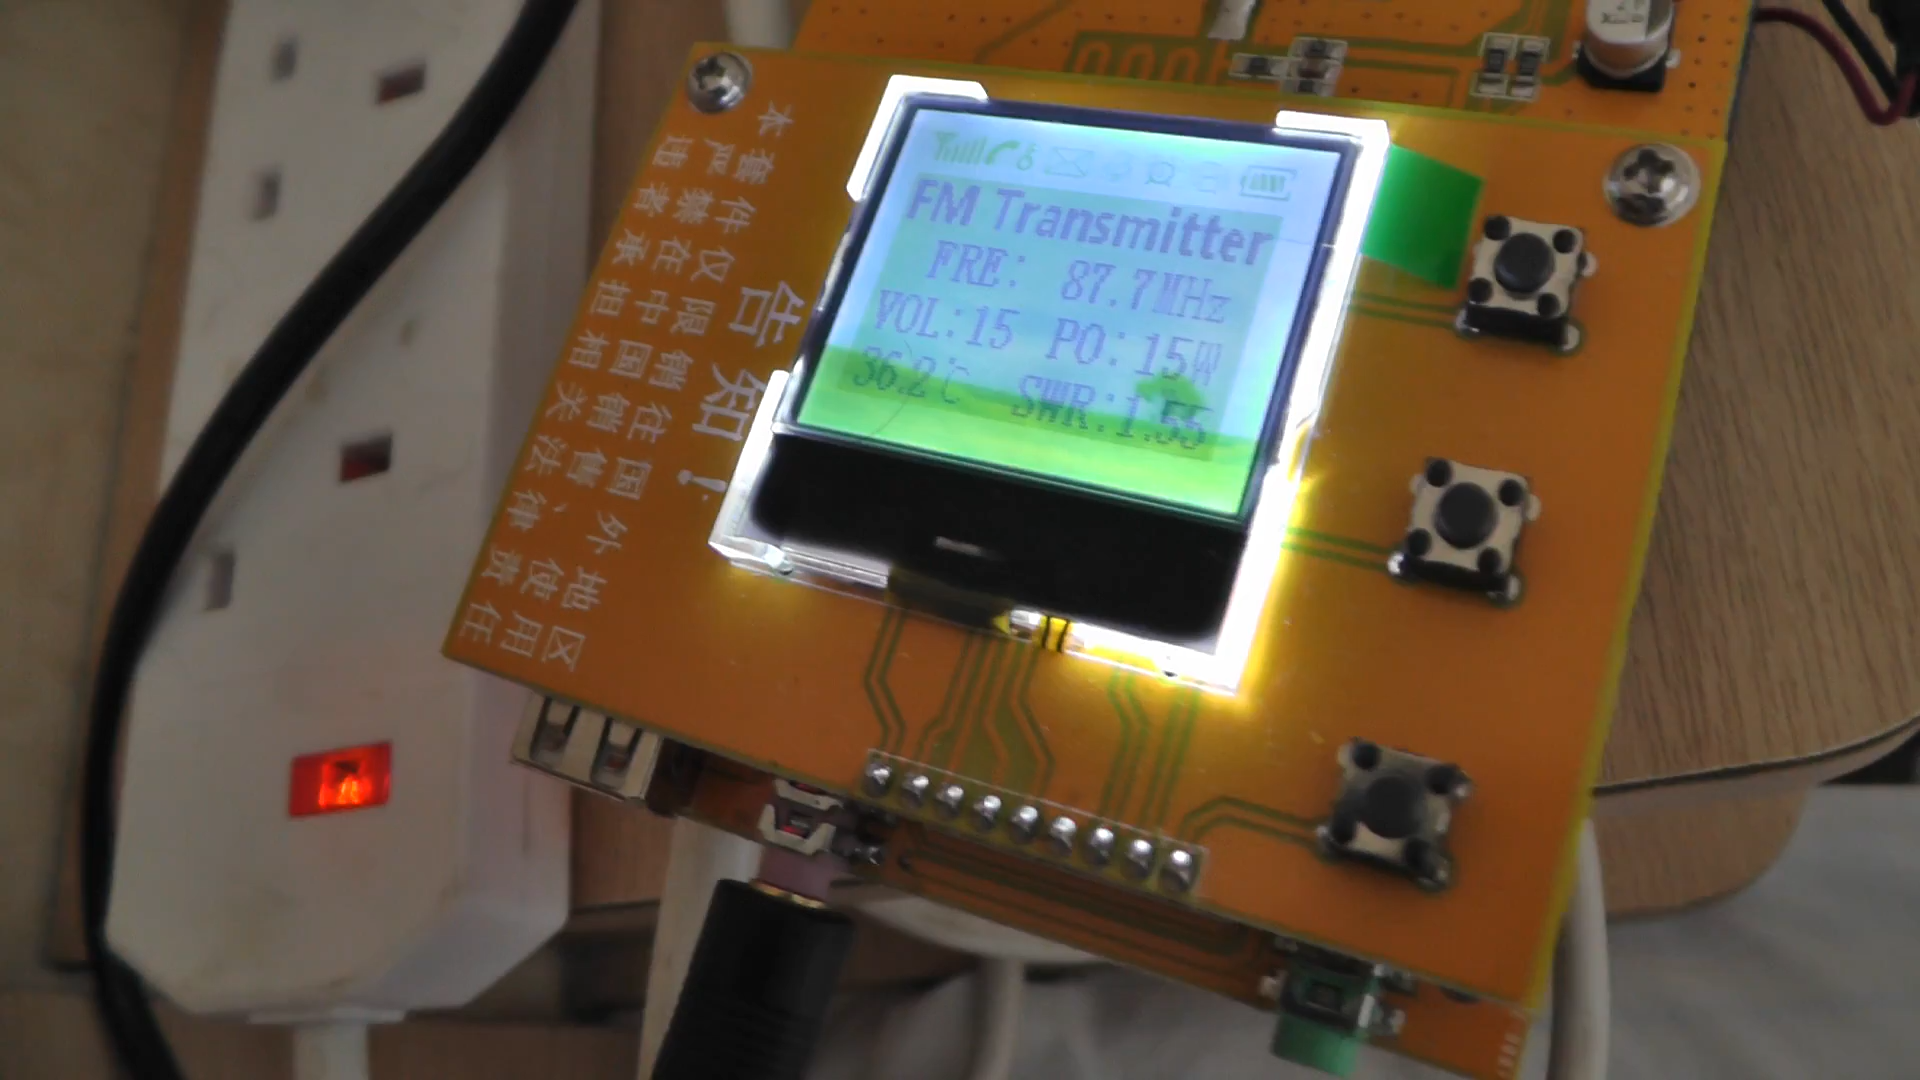 FM Transmitter
FRE: 87.7MHz
VOL:15 PO:15W
36.2℃ SWR:1.55
告知!
本套件仅限销往国外地区
严禁在中国销售、使用
违者承担相关法律责任